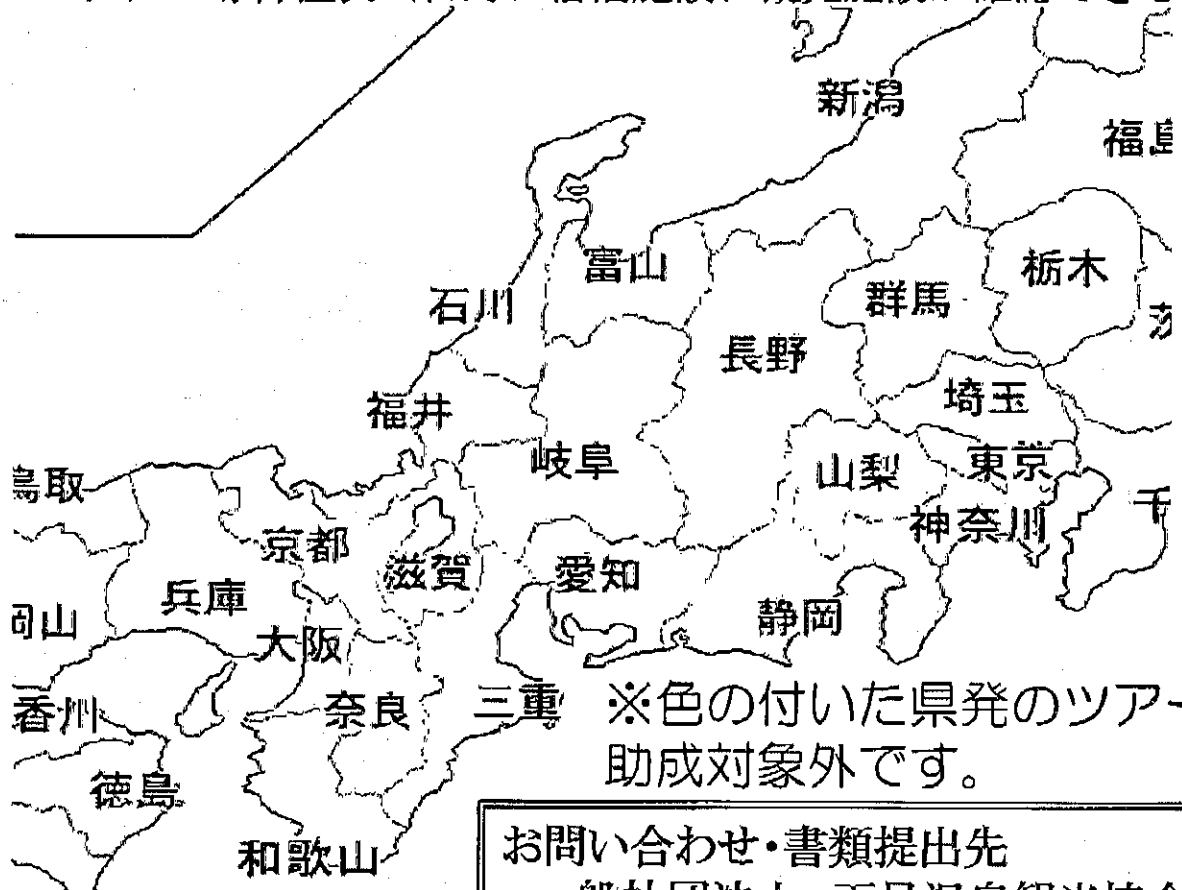 新潟
福島
富山
栃木
群馬
石川
長野
埼玉
福井
岐阜
山梨
東京
鳥取
千
神奈川
京都
滋賀
愛知
兵庫
静岡
岡山
大阪
奈良
三重
香川
徳島
和歌山
※色の付いた県発のツアー
助成対象外です。
お問い合わせ・書類提出先